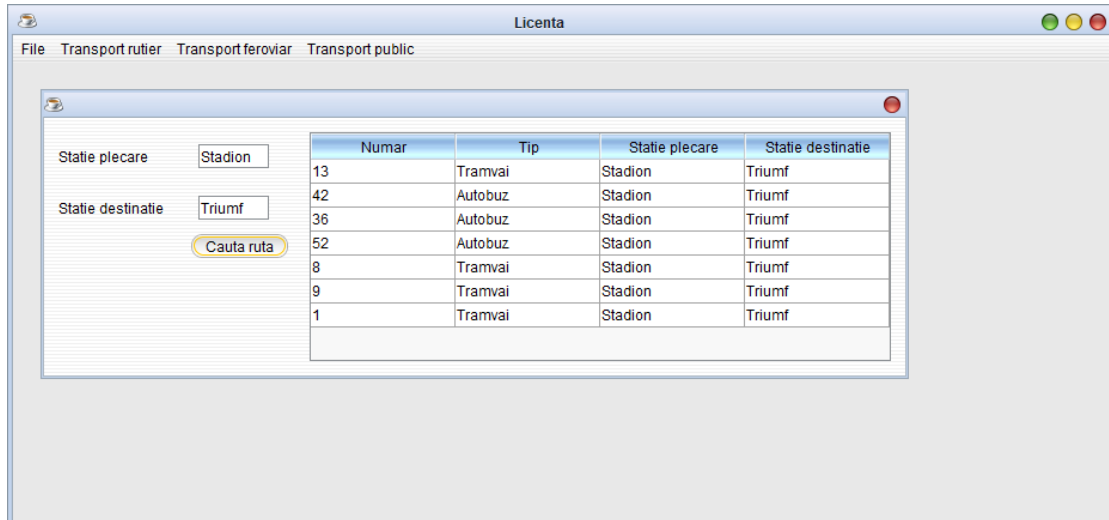 Licenta
File Transport rutier Transport feroviar Transport public
Statie plecare Stadion
Statie destinatie Triumf
Cauta ruta
Numar Tip Statie plecare Statie destinatie
13 Tramvai Stadion Triumf
42 Autobuz Stadion Triumf
36 Autobuz Stadion Triumf
52 Autobuz Stadion Triumf
8 Tramvai Stadion Triumf
9 Tramvai Stadion Triumf
1 Tramvai Stadion Triumf